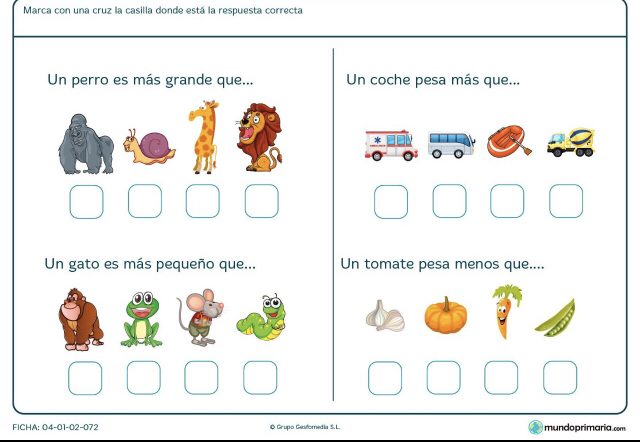 Marca con una cruz la casilla donde está la respuesta correcta
Un perro es más grande que...
Un coche pesa más que...
Un gato es más pequeño que...
Un tomate pesa menos que....
FICHA: 04-01-02-072
© Grupo Gesfomedia S.L.
mundoprimaria.com